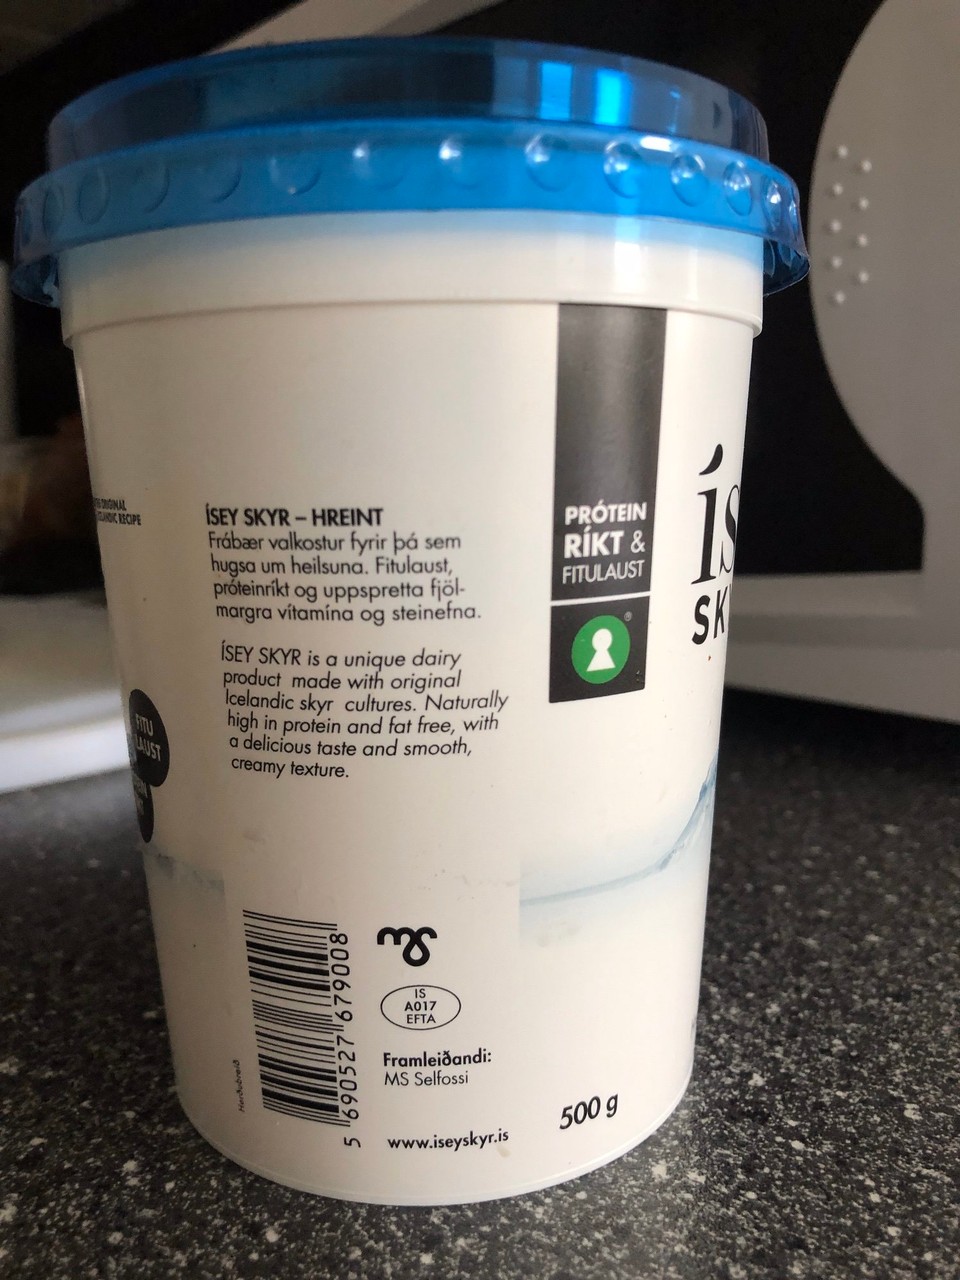 ORIGINAL
RECIPE
FITU
LAUST
ÍSEY SKYR – HREINT
Frábær valkostur fyrir þá sem
hugsa um heilsuna. Fitulaust,
próteinríkt og uppspretta fjöl-
margra vítamína og steinefna.
ÍSEY SKYR is a unique dairy
product made with original
Icelandic skyr cultures. Naturally
high in protein and fat free, with
a delicious taste and smooth,
creamy texture.
PRÓTEIN
RÍKT &
FITULAUST
®
ÍS
SK
5 690527 679008
Herðubreið
ms
IS
A017
EFTA
Framleiðandi:
MS Selfossi
www.iseyskyr.is
500 g